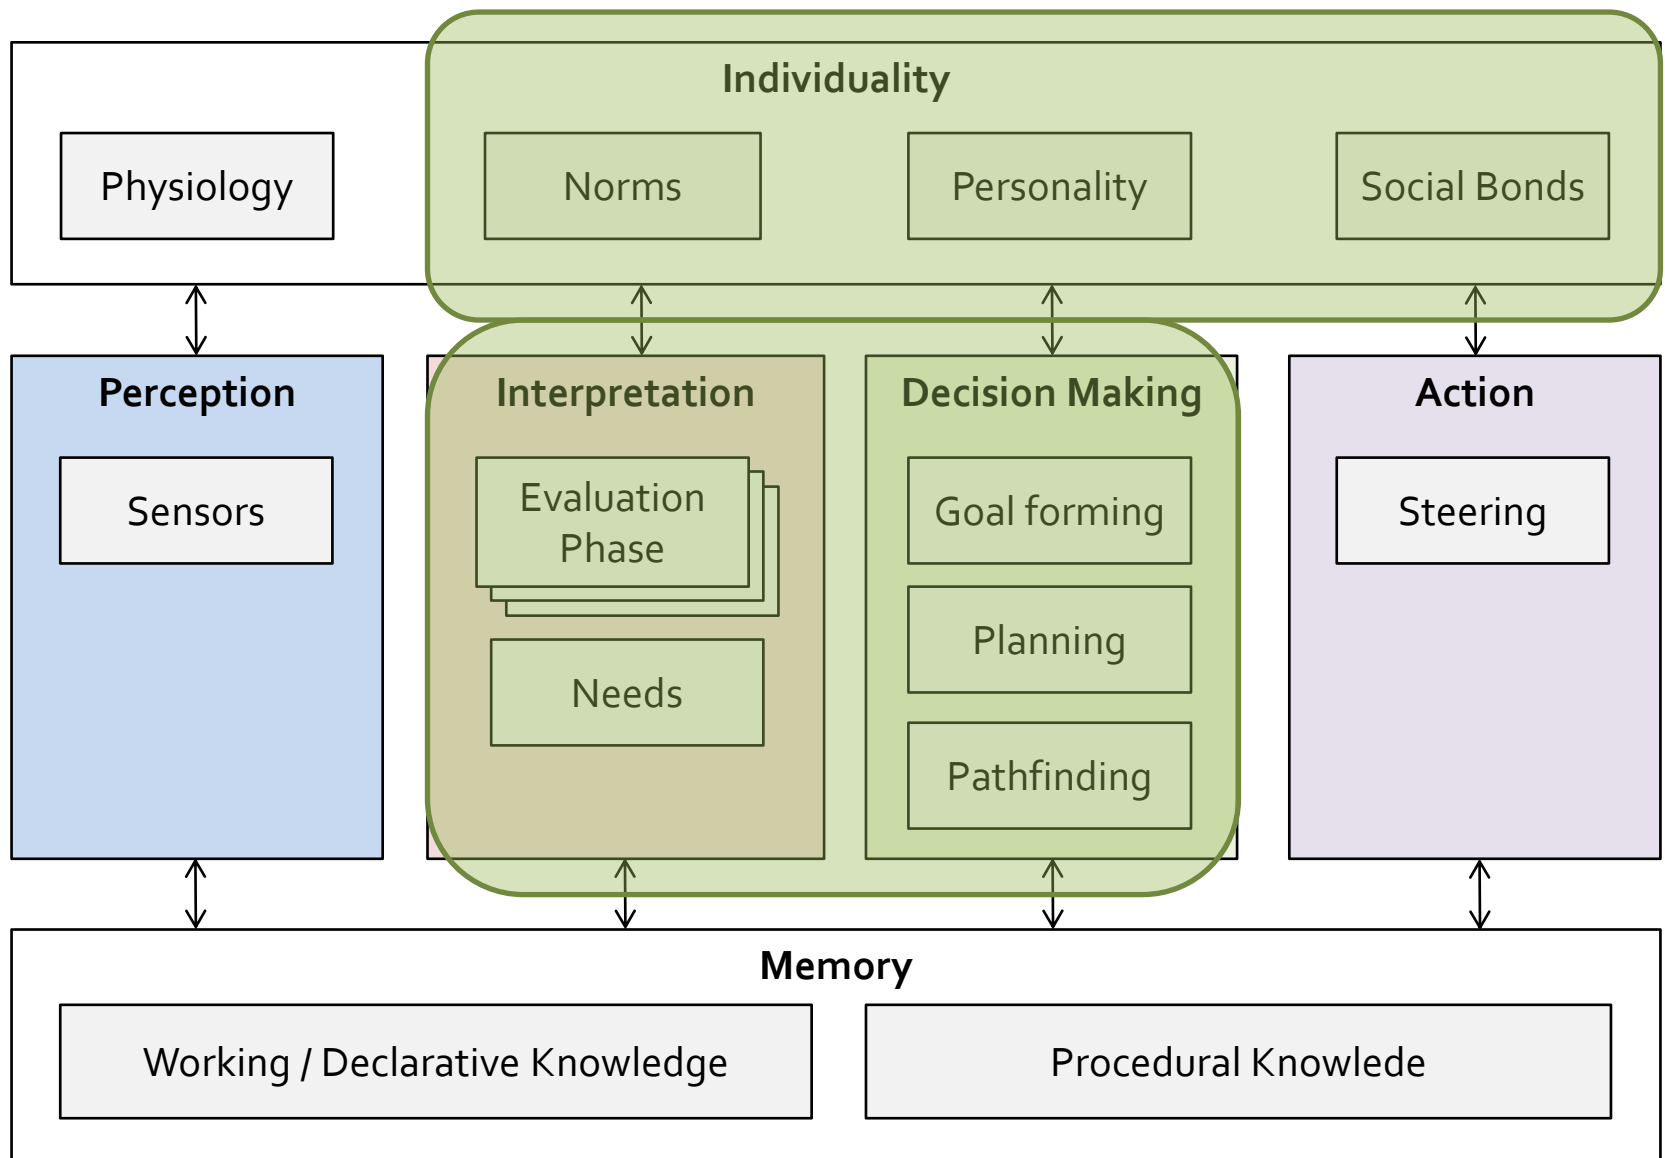 Individuality
Physiology
Norms
Personality
Social Bonds
Perception
Interpretation
Decision Making
Action
Sensors
Evaluation
Phase
Goal forming
Steering
Planning
Needs
Pathfinding
Memory
Working / Declarative Knowledge
Procedural Knowlede